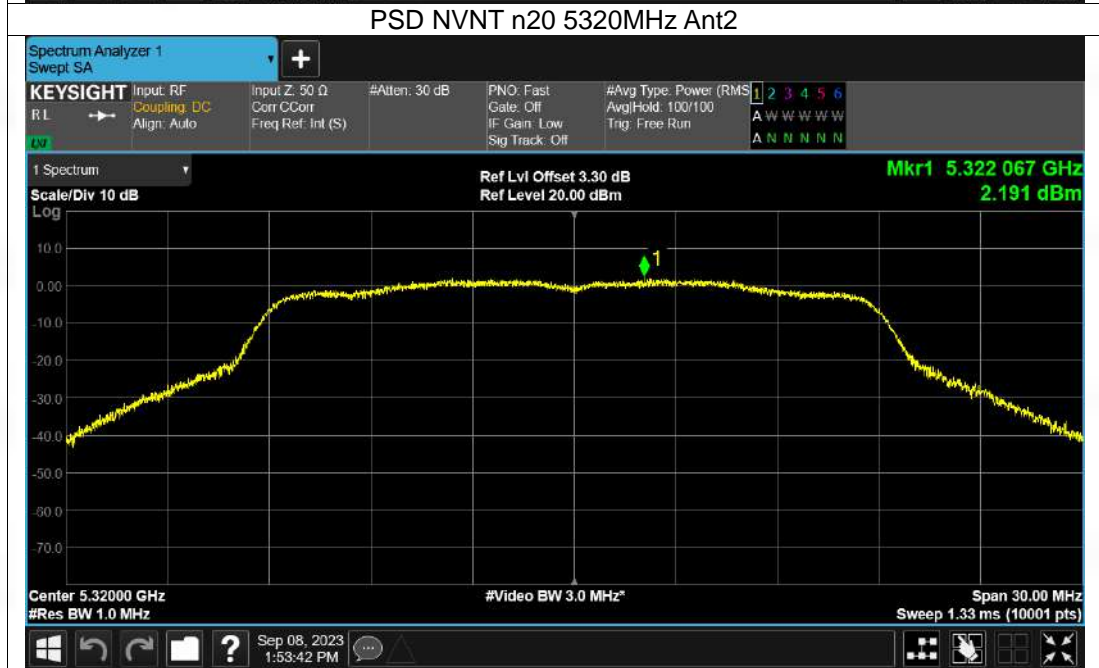 PSD NVNT n20 5320MHz Ant2
Spectrum Analyzer 1
Swept SA
+
KEYSIGHT Input: RF Input Z: 50 Ω #Atten: 30 dB PNO: Fast #Avg Type: Power (RMS 1 2 3 4 5 6
RL Coupling: DC Corr CCorr Gate: Off Avg|Hold: 100/100 A W W W W W
Align: Auto Freq Ref: Int (S) IF Gain: Low Trig: Free Run
Sig Track: Off A N N N N N
1 Spectrum Ref Lvl Offset 3.30 dB Mkr1 5.322 067 GHz
Scale/Div 10 dB Ref Level 20.00 dBm 2.191 dBm
Log
10.0
1
0.00
-10.0
-20.0
-30.0
-40.0
-50.0
-60.0
-70.0
Center 5.32000 GHz #Video BW 3.0 MHz* Span 30.00 MHz
#Res BW 1.0 MHz Sweep 1.33 ms (10001 pts)
? Sep 08, 2023
1:53:42 PM